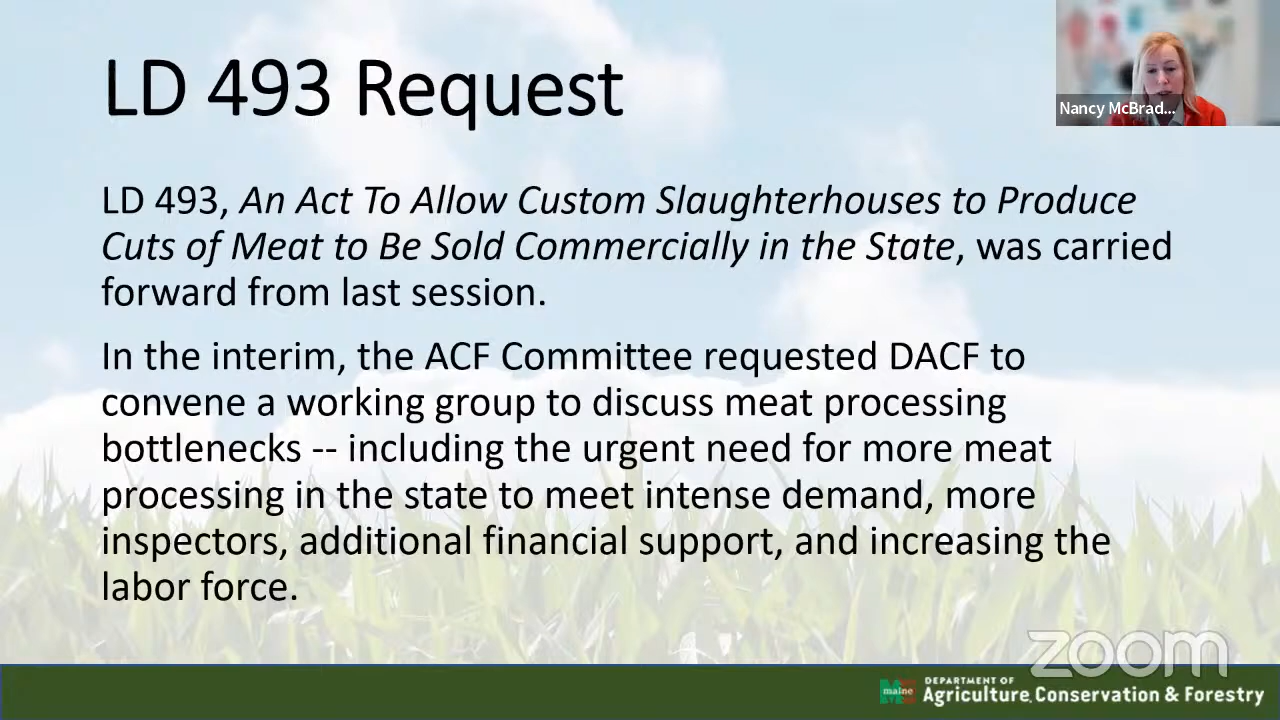 LD 493 Request
Nancy McBrad...
LD 493, An Act To Allow Custom Slaughterhouses to Produce
Cuts of Meat to Be Sold Commercially in the State, was carried
forward from last session.
In the interim, the ACF Committee requested DACF to
convene a working group to discuss meat processing
bottlenecks -- including the urgent need for more meat
processing in the state to meet intense demand, more
inspectors, additional financial support, and increasing the
labor force.
zoom
maine
DEPARTMENT OF
Agriculture, Conservation & Forestry